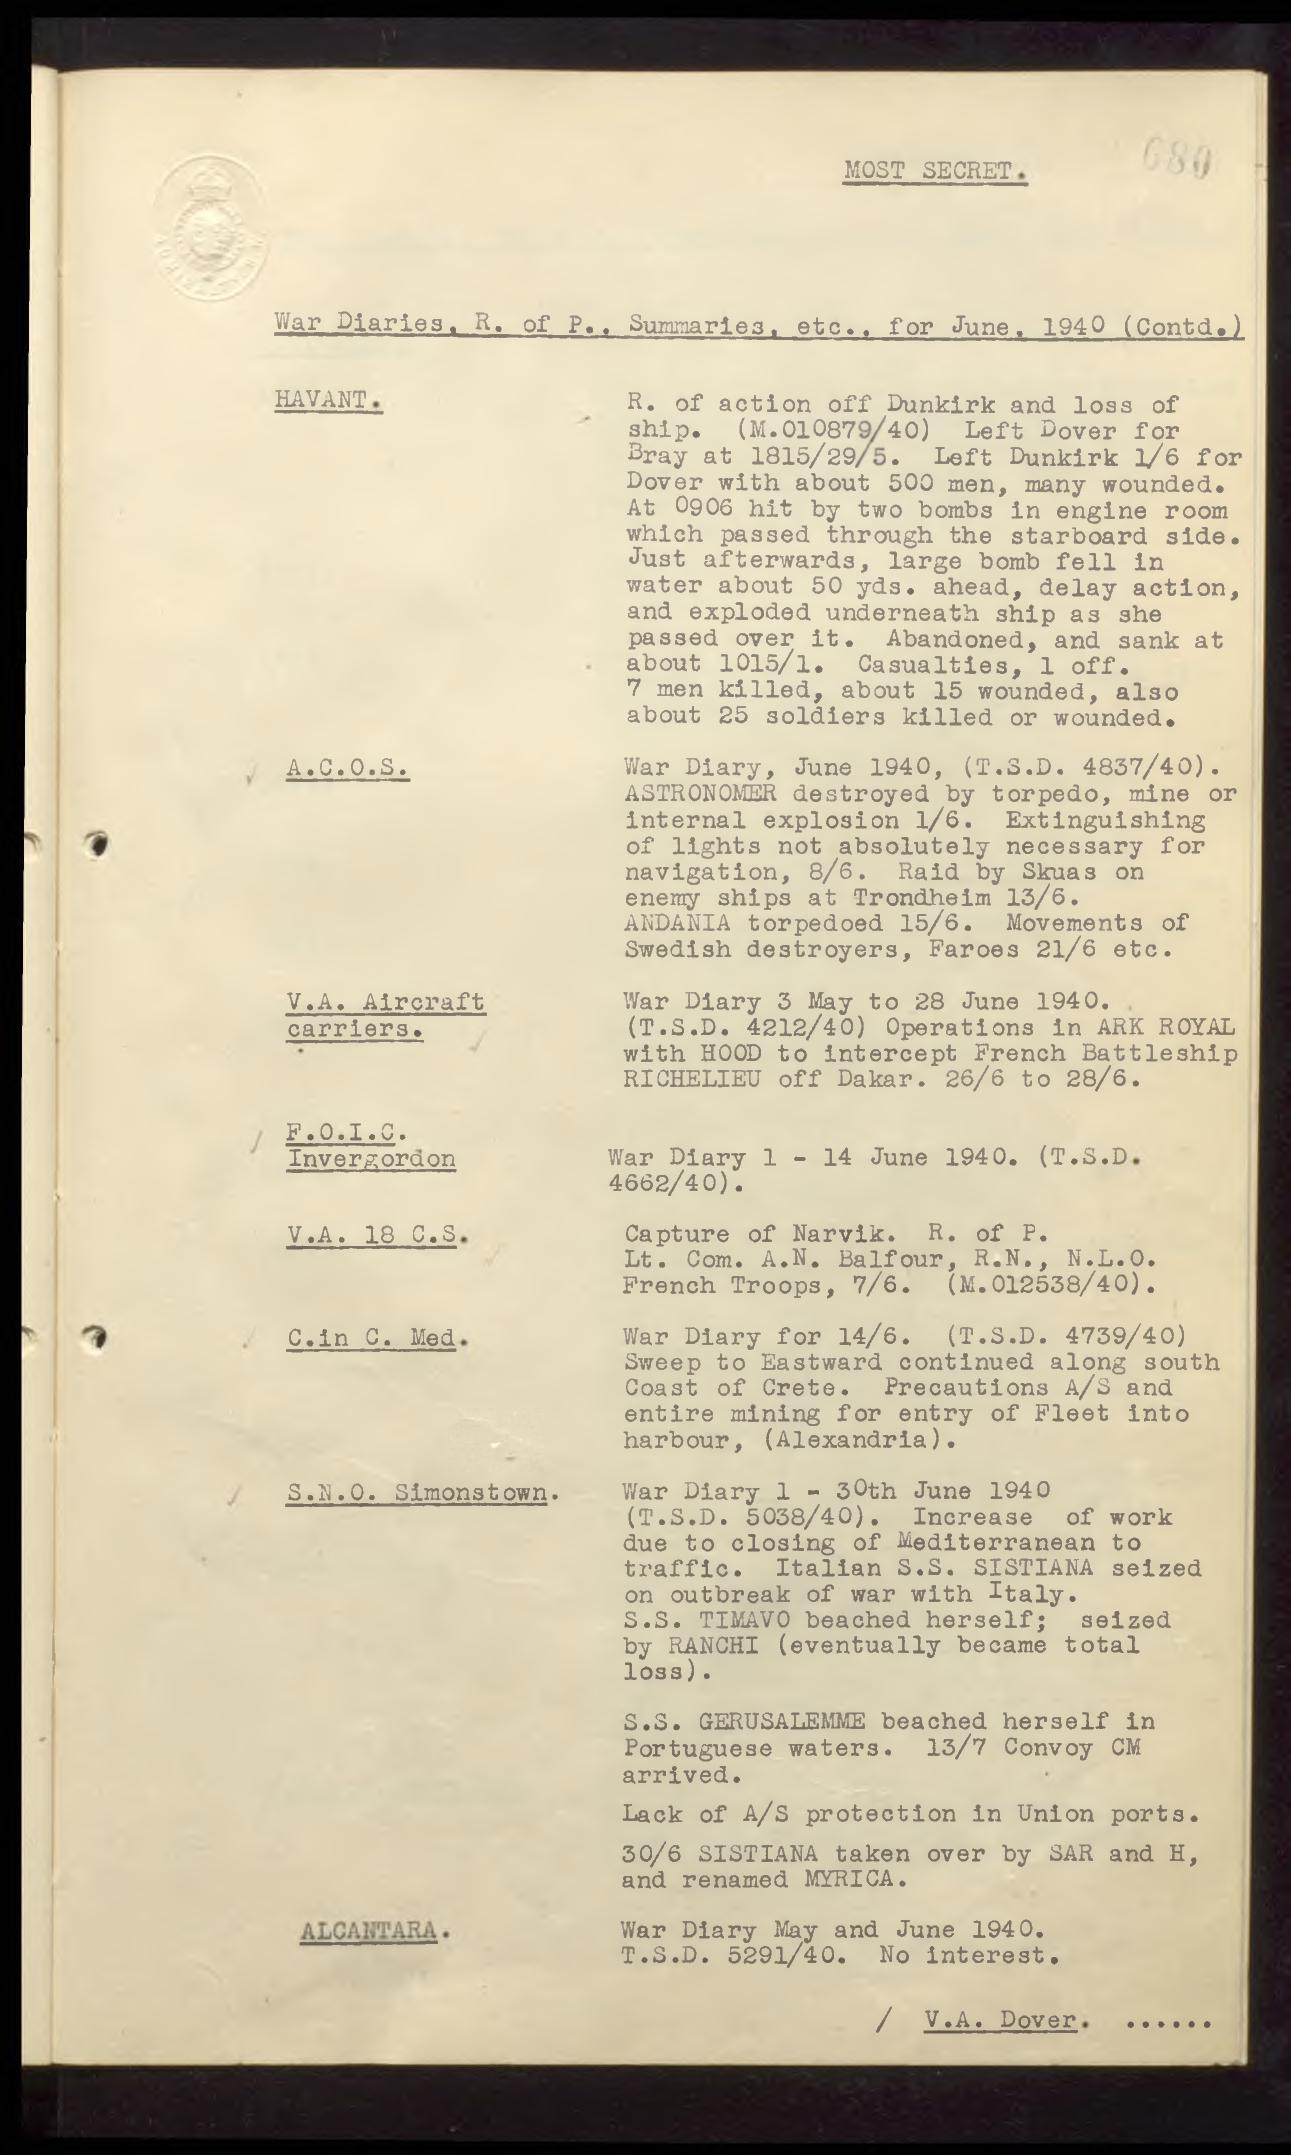 680
MOST SECRET.
War Diaries, R. of P., Summaries, etc., for June, 1940 (Contd.)
HAVANT.
R. of action off Dunkirk and loss of
ship. (M.010879/40) Left Dover for
Bray at 1815/29/5. Left Dunkirk 1/6 for
Dover with about 500 men, many wounded.
At 0906 hit by two bombs in engine room
which passed through the starboard side.
Just afterwards, large bomb fell in
water about 50 yds. ahead, delay action,
and exploded underneath ship as she
passed over it. Abandoned, and sank at
about 1015/1. Casualties, 1 off.
7 men killed, about 15 wounded, also
about 25 soldiers killed or wounded.
A.C.O.S.
War Diary, June 1940, (T.S.D. 4837/40).
ASTRONOMER destroyed by torpedo, mine or
internal explosion 1/6. Extinguishing
of lights not absolutely necessary for
navigation, 8/6. Raid by Skuas on
enemy ships at Trondheim 13/6.
ANDANIA torpedoed 15/6. Movements of
Swedish destroyers, Faroes 21/6 etc.
V.A. Aircraft
carriers.
War Diary 3 May to 28 June 1940.
(T.S.D. 4212/40) Operations in ARK ROYAL
with HOOD to intercept French Battleship
RICHELIEU off Dakar. 26/6 to 28/6.
F.O.I.C.
Invergordon
War Diary 1 - 14 June 1940. (T.S.D.
4662/40).
V.A. 18 C.S.
Capture of Narvik. R. of P.
Lt. Com. A.N. Balfour, R.N., N.L.O.
French Troops, 7/6. (M.012538/40).
C.in C. Med.
War Diary for 14/6. (T.S.D. 4739/40)
Sweep to Eastward continued along south
Coast of Crete. Precautions A/S and
entire mining for entry of Fleet into
harbour, (Alexandria).
S.N.O. Simonstown.
War Diary 1 - 30th June 1940
(T.S.D. 5038/40). Increase of work
due to closing of Mediterranean to
traffic. Italian S.S. SISTIANA seized
on outbreak of war with Italy.
S.S. TIMAVO beached herself; seized
by RANCHI (eventually became total
loss).
S.S. GERUSALEMME beached herself in
Portuguese waters. 13/7 Convoy CM
arrived.
Lack of A/S protection in Union ports.
30/6 SISTIANA taken over by SAR and H,
and renamed MYRICA.
ALCANTARA.
War Diary May and June 1940.
T.S.D. 5291/40. No interest.
/ V.A. Dover. ......